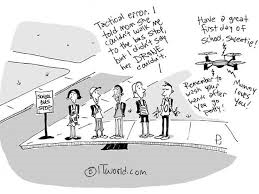 Tactical error. I
told mom she
couldn't walk me
to the bus stop,
but I didn't say
her DRONE
couldn't.
Have a great
first day of
school, Sweetie!
Remember to
wash your
hands after
you go
potty!
Mommy
loves
you!
SCHOOL
BUS
STOP
©ITworld.com